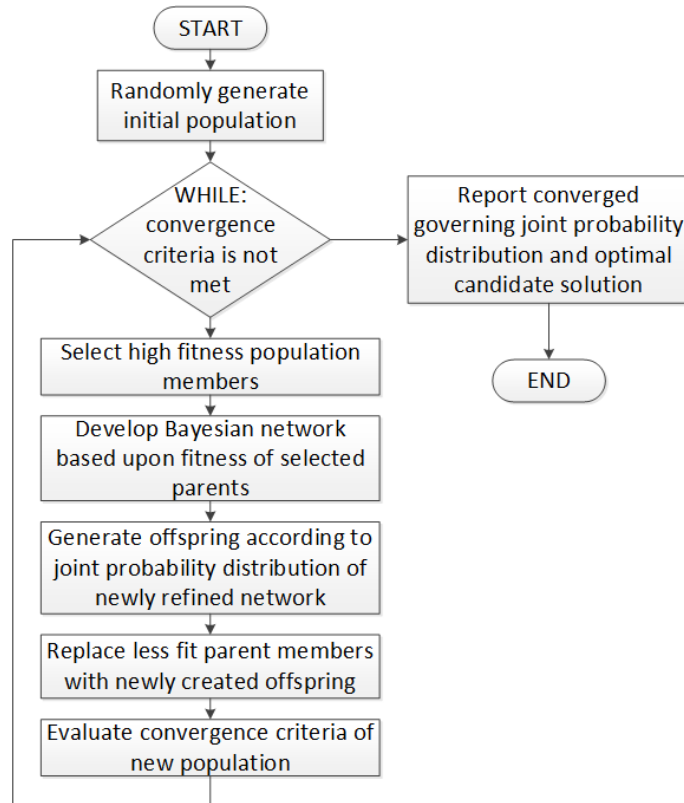 START
Randomly generate
initial population
WHILE:
convergence
criteria is not
met
Report converged
governing joint probability
distribution and optimal
candidate solution
END
Select high fitness population
members
Develop Bayesian network
based upon fitness of selected
parents
Generate offspring according to
joint probability distribution of
newly refined network
Replace less fit parent members
with newly created offspring
Evaluate convergence criteria of
new population